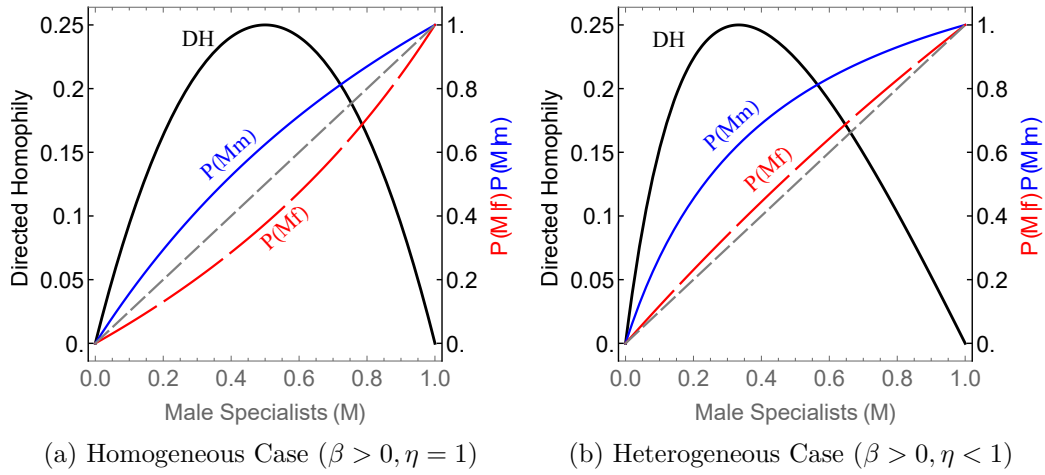 0.25
0.20
0.15
0.1
0.05
0.
Directed Homophily
DH
P(Mm)
P(Mf)
1.
0.8
0.6
0.4
0.2
0.
P(M|f) P(M|m)
0.0 0.2 0.4 0.6 0.8 1.0
Male Specialists (M)
(a) Homogeneous Case (β > 0, η = 1)
0.25
0.20
0.15
0.1
0.05
0.
Directed Homophily
DH
P(Mm)
P(Mf)
1.
0.8
0.6
0.4
0.2
0.
P(M|f) P(M|m)
0.0 0.2 0.4 0.6 0.8 1.0
Male Specialists (M)
(b) Heterogeneous Case (β > 0, η < 1)